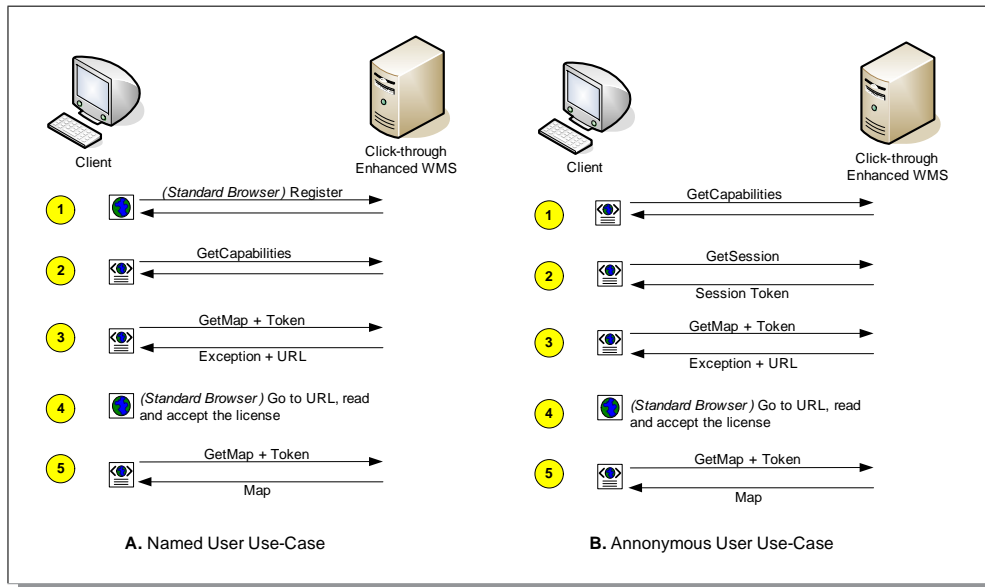 Client
Click-through
Enhanced WMS
1
(Standard Browser) Register
2
GetCapabilities
3
GetMap + Token
Exception + URL
4
(Standard Browser) Go to URL, read
and accept the license
5
GetMap + Token
Map
A. Named User Use-Case
Client
Click-through
Enhanced WMS
1
GetCapabilities
2
GetSession
Session Token
3
GetMap + Token
Exception + URL
4
(Standard Browser) Go to URL, read
and accept the license
5
GetMap + Token
Map
B. Annonymous User Use-Case